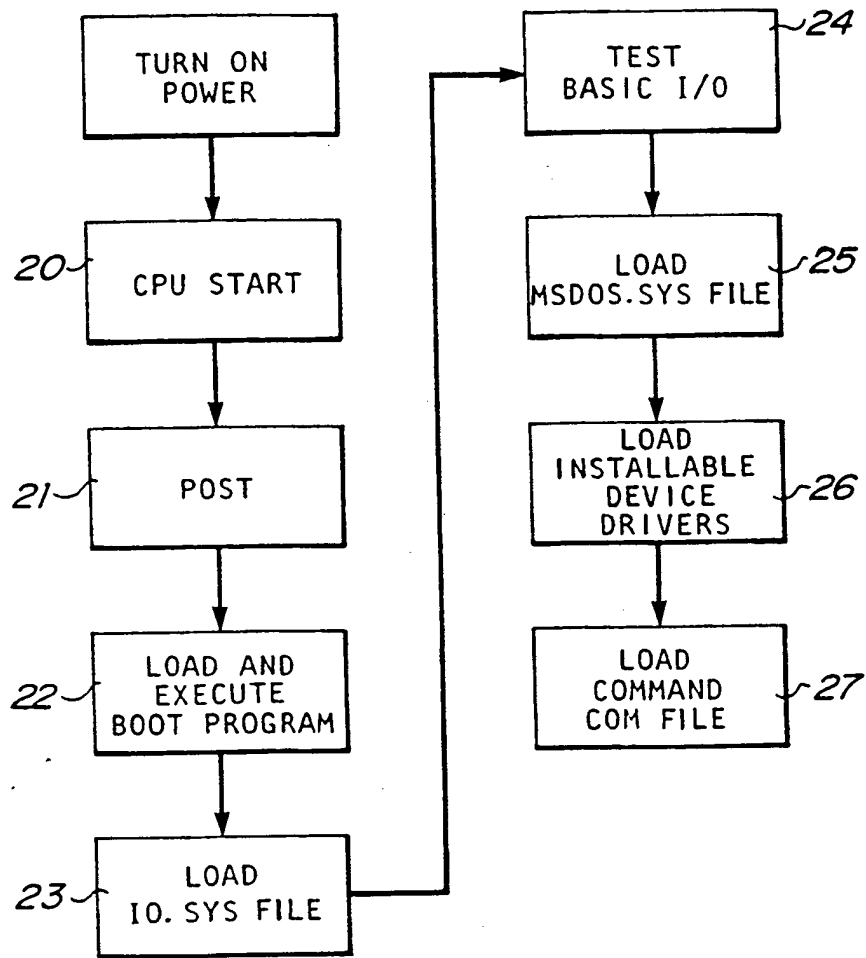 TURN ON
POWER
20
CPU START
21
POST
22
LOAD AND
EXECUTE
BOOT PROGRAM
23
LOAD
IO.SYS FILE
24
TEST
BASIC I/O
25
LOAD
MSDOS.SYS FILE
26
LOAD
INSTALLABLE
DEVICE
DRIVERS
27
LOAD
COMMAND
COM FILE